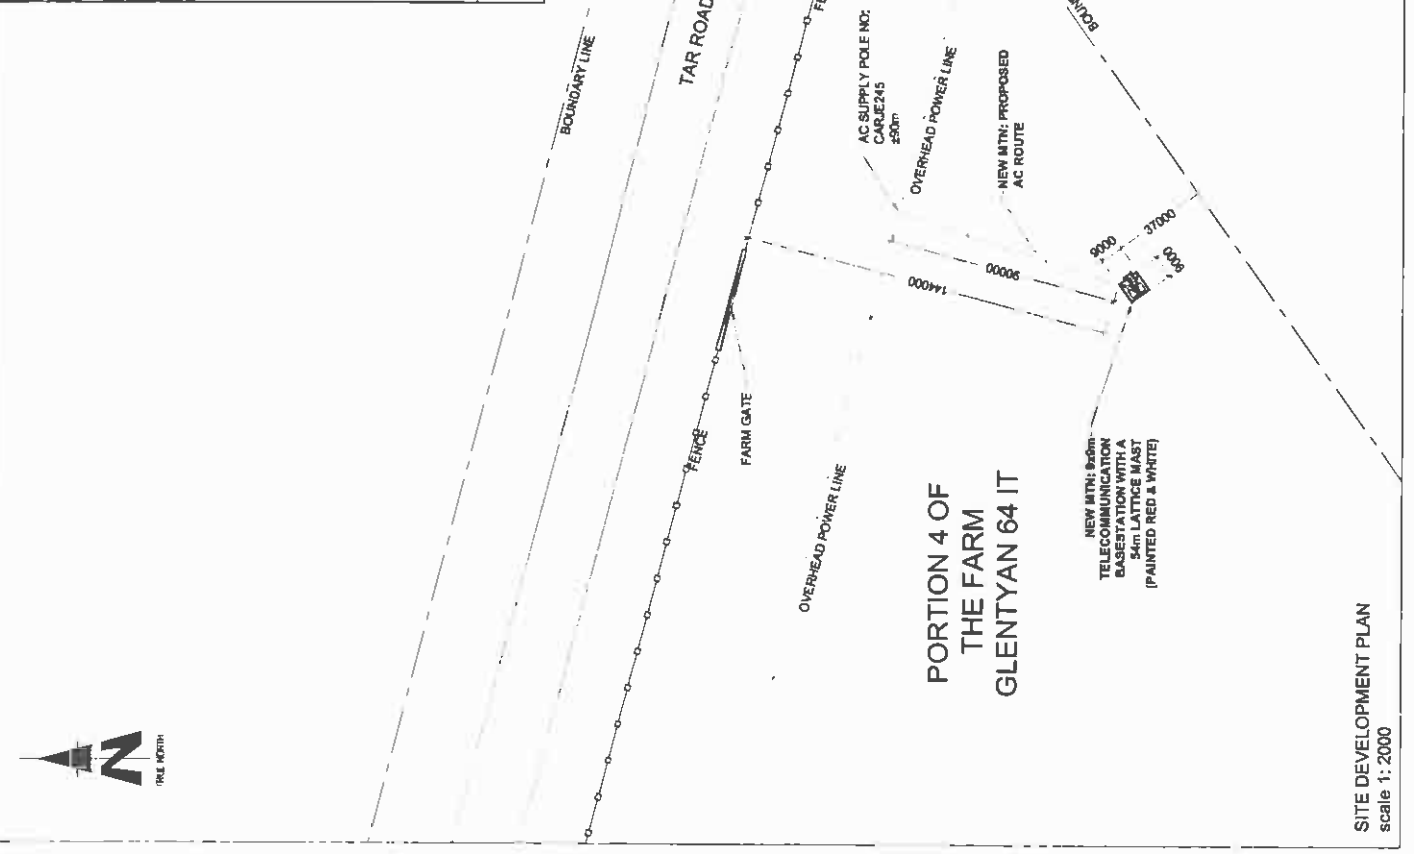 N
TRUE NORTH
BOUNDARY LINE
TAR ROAD
FENCE
FARM GATE
OVERHEAD POWER LINE
AC SUPPLY POLE NO:
CARJE245
±90m
OVERHEAD POWER LINE
NEW MTN: PROPOSED
AC ROUTE
144000
90000
9000
37000
9000
PORTION 4 OF
THE FARM
GLENTYAN 64 IT
NEW MTN: 9x9m
TELECOMMUNICATION
BASESTATION WITH A
54m LATTICE MAST
(PAINTED RED & WHITE)
SITE DEVELOPMENT PLAN
scale 1: 2000